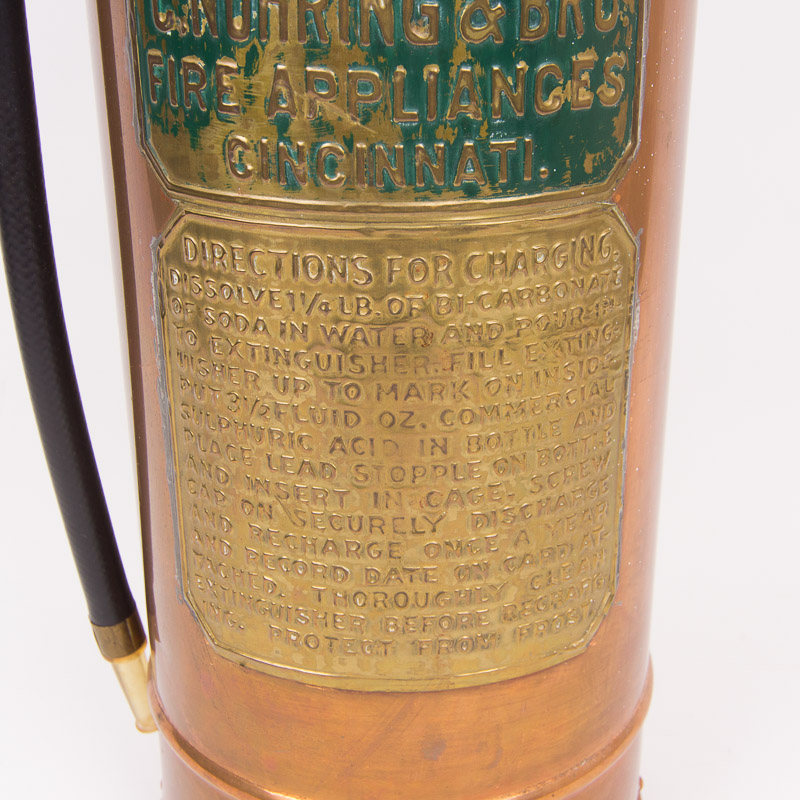 C. NUHRING & BRO.
FIRE APPLIANCES
CINCINNATI.
DIRECTIONS FOR CHARGING.
DISSOLVE 1 1/4 LB. OF BI-CARBONATE
OF SODA IN WATER AND POUR IN-
TO EXTINGUISHER. FILL EXTING-
UISHER UP TO MARK ON INSIDE.
PUT 3 1/2 FLUID OZ. COMMERCIAL
SULPHURIC ACID IN BOTTLE AND
PLACE LEAD STOPPLE ON BOTTLE
AND INSERT IN CAGE. SCREW
CAP ON SECURELY DISCHARGE
AND RECHARGE ONCE A YEAR
AND RECORD DATE ON CARD AT-
TACHED. THOROUGHLY CLEAN
EXTINGUISHER BEFORE RECHARG-
ING. PROTECT FROM FROST.